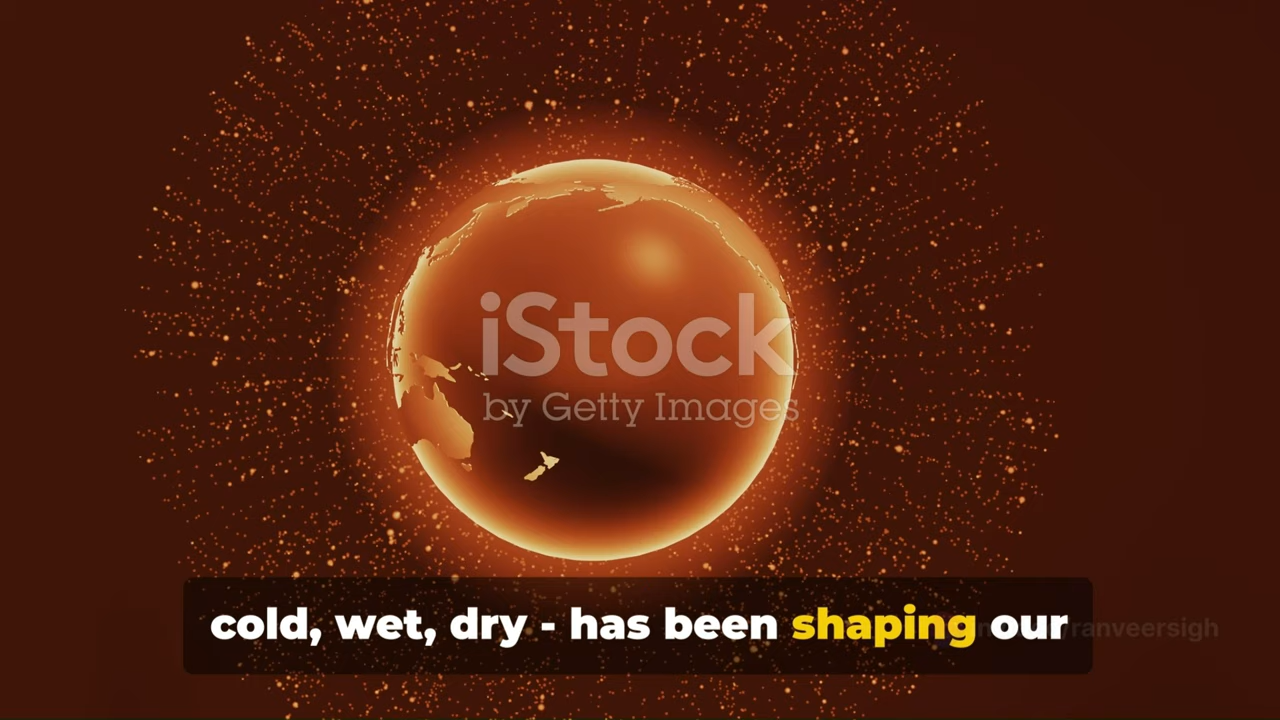 iStock
by Getty Images
cold, wet, dry - has been shaping our